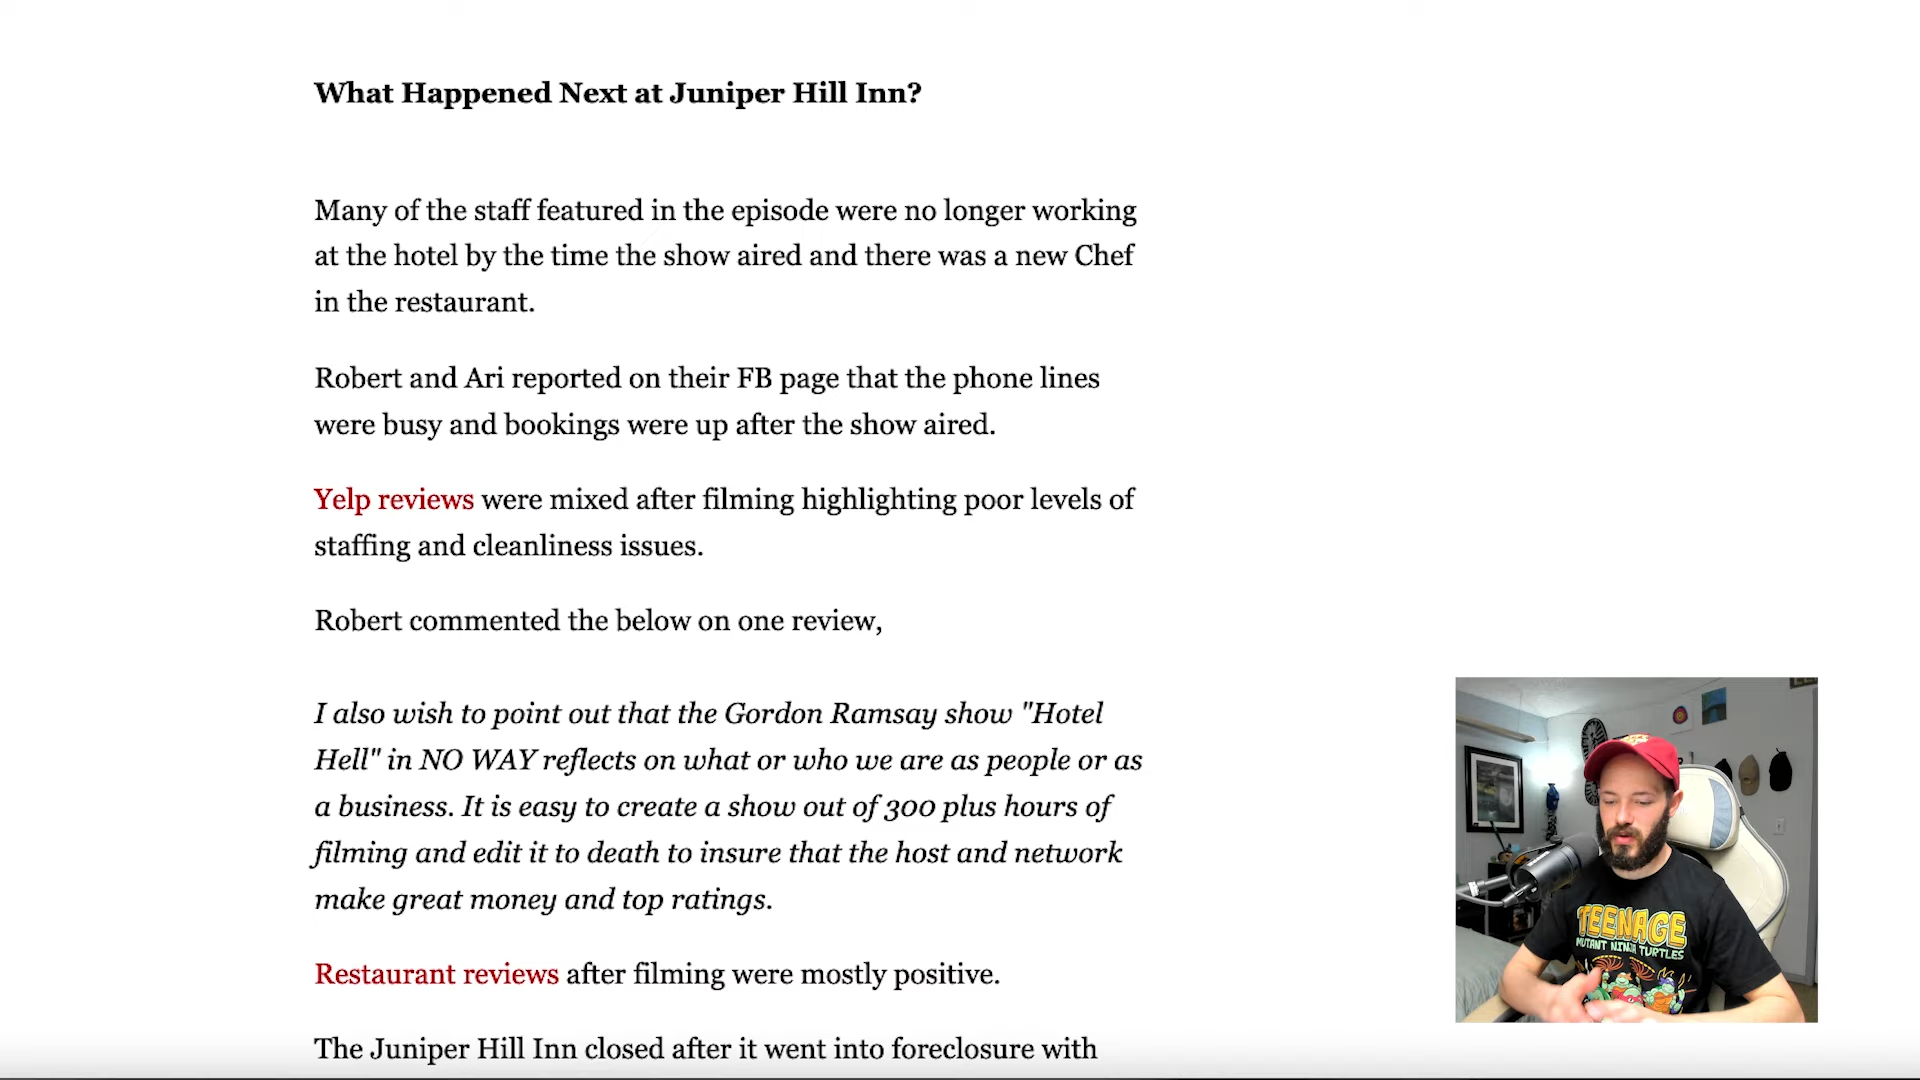 What Happened Next at Juniper Hill Inn?
Many of the staff featured in the episode were no longer working
at the hotel by the time the show aired and there was a new Chef
in the restaurant.
Robert and Ari reported on their FB page that the phone lines
were busy and bookings were up after the show aired.
Yelp reviews were mixed after filming highlighting poor levels of
staffing and cleanliness issues.
Robert commented the below on one review,
I also wish to point out that the Gordon Ramsay show "Hotel
Hell" in NO WAY reflects on what or who we are as people or as
a business. It is easy to create a show out of 300 plus hours of
filming and edit it to death to insure that the host and network
make great money and top ratings.
Restaurant reviews after filming were mostly positive.
The Juniper Hill Inn closed after it went into foreclosure with
TEENAGE
MUTANT NINJA TURTLES